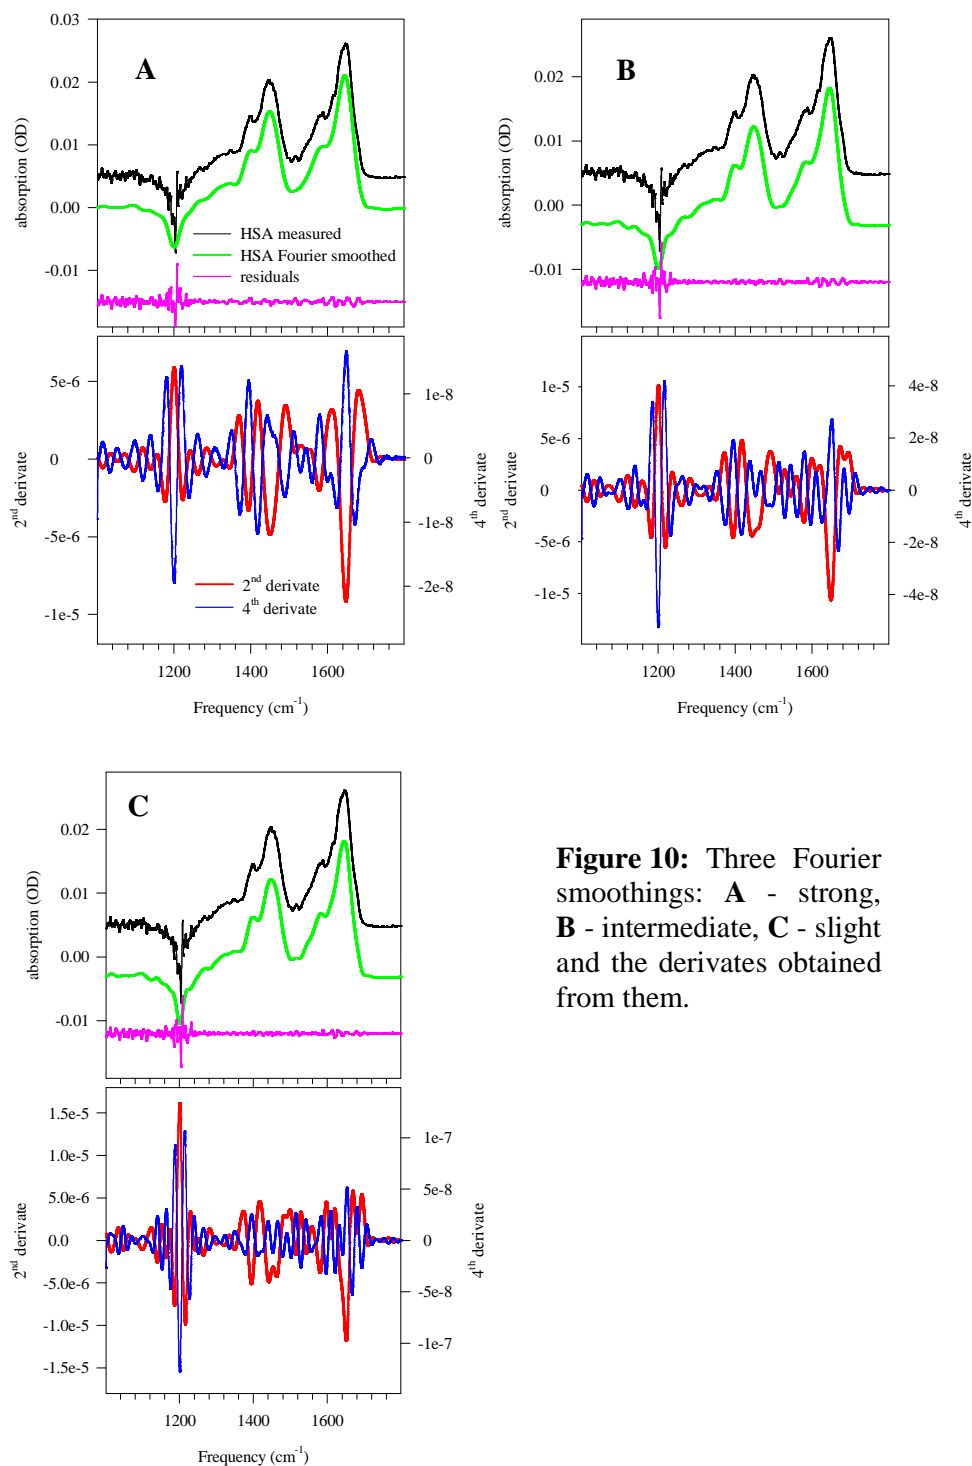 A
0.03
0.02
0.01
0.00
-0.01
absorption (OD)
HSA measured
HSA Fourier smoothed
residuals
5e-6
0
-5e-6
-1e-5
2nd derivate
1e-8
0
-1e-8
-2e-8
4th derivate
2nd derivate
4th derivate
1200 1400 1600
Frequency (cm-1)
B
0.02
0.01
0.00
-0.01
absorption (OD)
1e-5
5e-6
0
-5e-6
-1e-5
2nd derivate
4e-8
2e-8
0
-2e-8
-4e-8
4th derivate
1200 1400 1600
Frequency (cm-1)
C
0.02
0.01
0.00
-0.01
absorption (OD)
1.5e-5
1.0e-5
5.0e-6
0.0
-5.0e-6
-1.0e-5
-1.5e-5
2nd derivate
1e-7
5e-8
0
-5e-8
-1e-7
4th derivate
1200 1400 1600
Frequency (cm-1)
Figure 10: Three Fourier
smoothings: A - strong,
B - intermediate, C - slight
and the derivates obtained
from them.